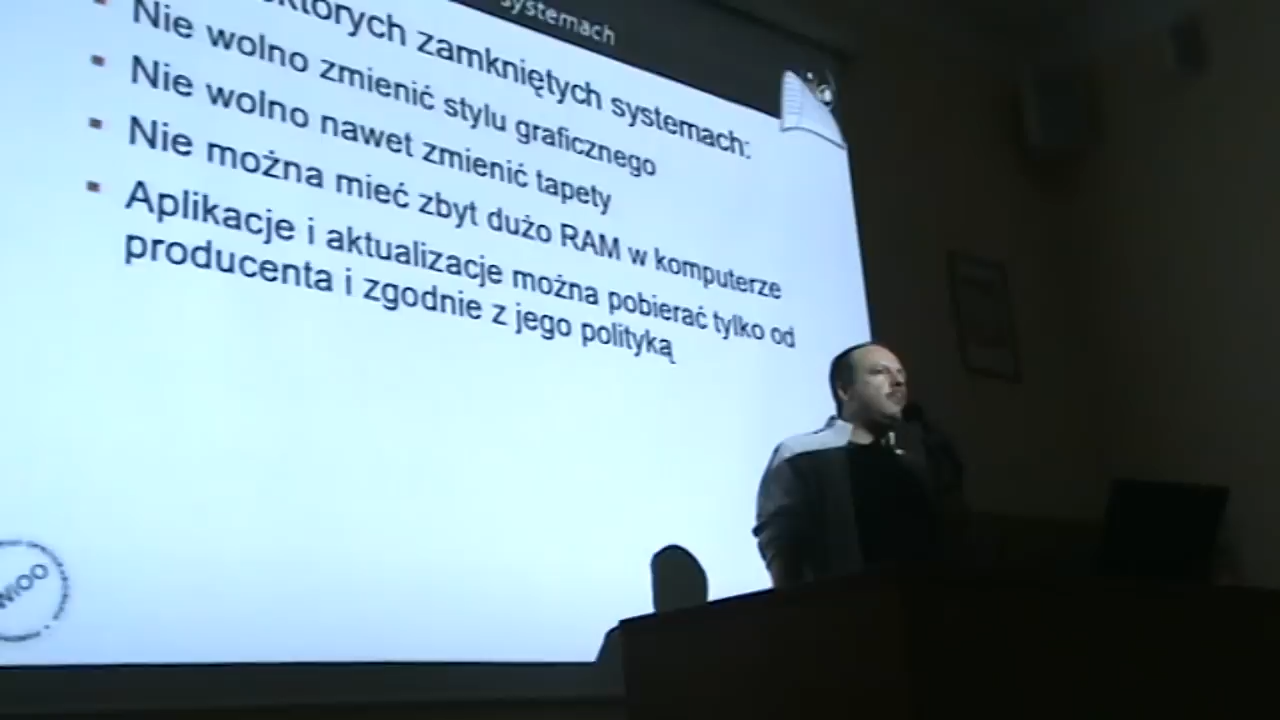 systemach
których zamkniętych systemach:
Nie wolno zmienić stylu graficznego
Nie wolno nawet zmienić tapety
Nie można mieć zbyt dużo RAM w komputerze
Aplikacje i aktualizacje można pobierać tylko od
producenta i zgodnie z jego polityką
WiOO